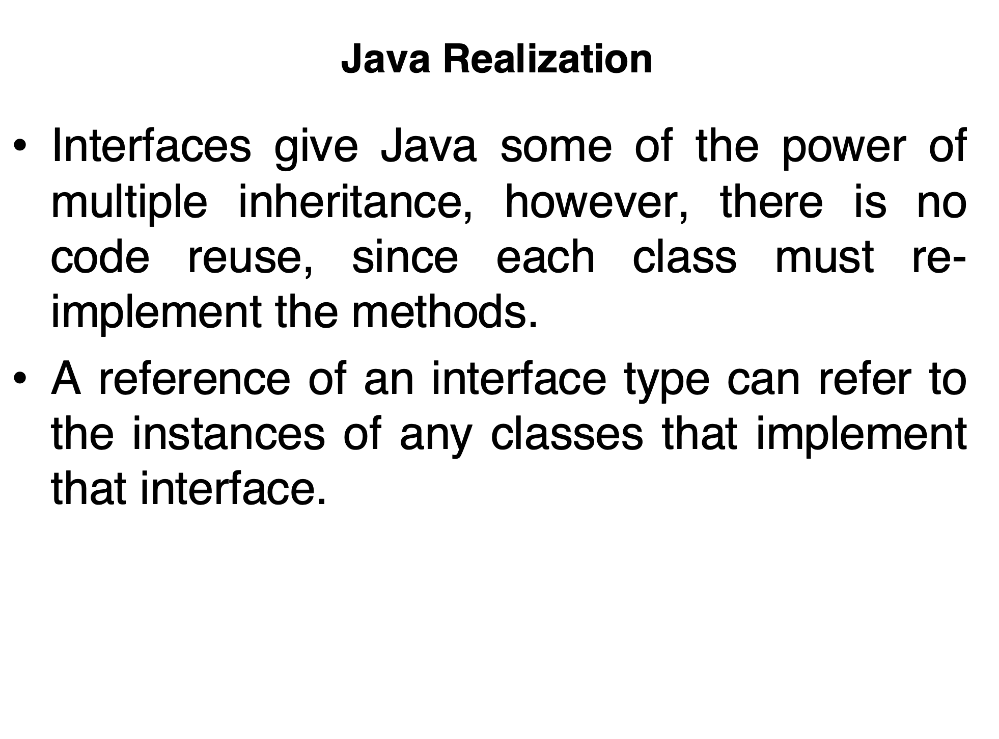 Java Realization
• Interfaces give Java some of the power of
multiple inheritance, however, there is no
code reuse, since each class must re-
implement the methods.
• A reference of an interface type can refer to
the instances of any classes that implement
that interface.